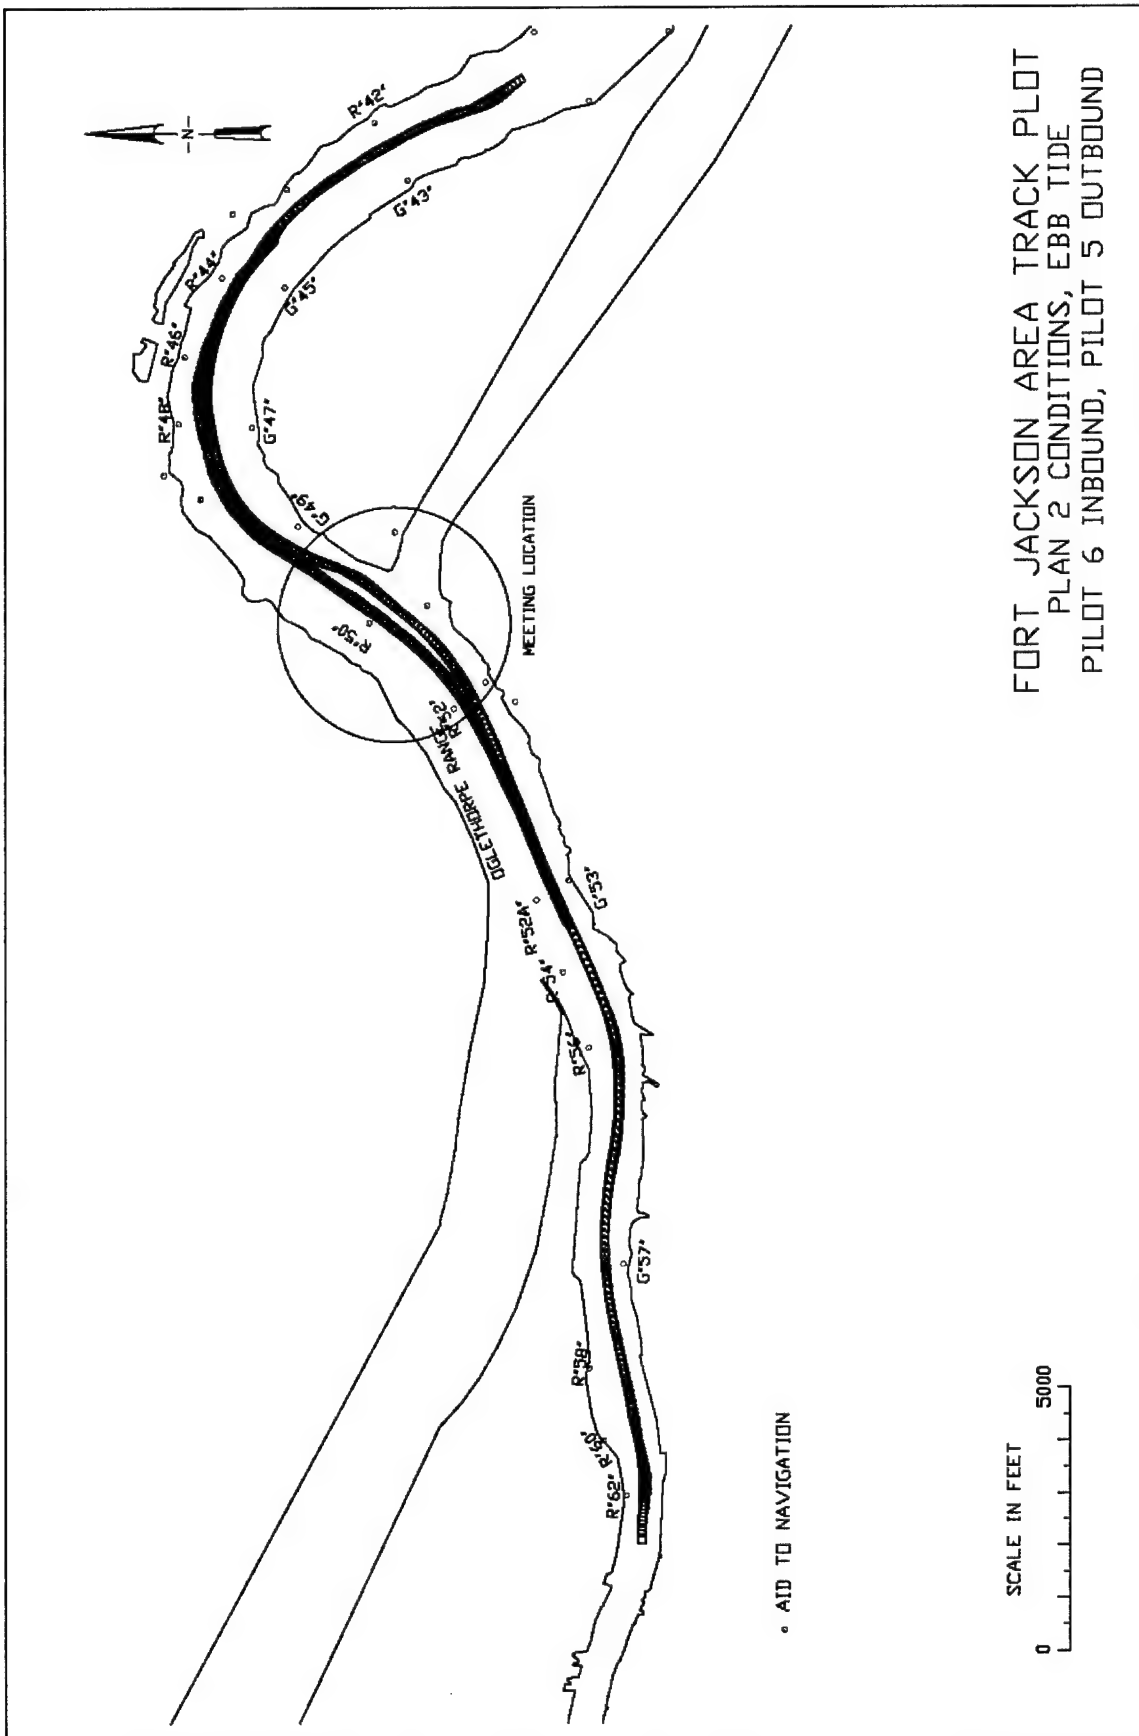 FORT JACKSON AREA TRACK PLOT
PLAN 2 CONDITIONS, EBB TIDE
PILOT 6 INBOUND, PILOT 5 OUTBOUND
-N-
R"42"
G"43"
R"44"
G"45"
R"46"
R"48"
G"47"
G"49"
R"50"
MEETING LOCATION
R"52"
OGLETHORPE RANGE
R"52A"
G"53"
R"54"
R"56"
G"57"
R"58"
R"60"
R"62"
AID TO NAVIGATION
SCALE IN FEET
0 5000